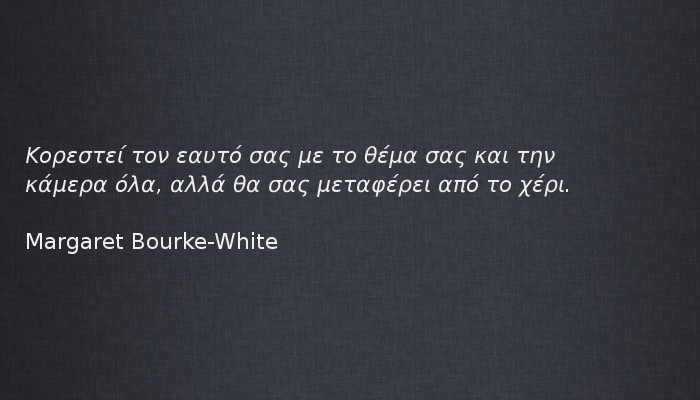 Κορεστεί τον εαυτό σας με το θέμα σας και την
κάμερα όλα, αλλά θα σας μεταφέρει από το χέρι.
Margaret Bourke-White